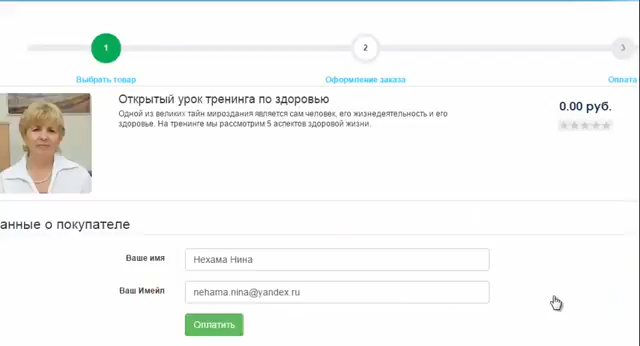 1
2
3
Выбрать товар
Оформление заказа
Оплата
Открытый урок тренинга по здоровью
Одной из великих тайн мироздания является сам человек, его жизнедеятельность и его
здоровье. На тренинге мы рассмотрим 5 аспектов здоровой жизни.
0.00 руб.
анные о покупателе
Ваше имя
Нехама Нина
Ваш Имейл
nehama.nina@yandex.ru
Оплатить